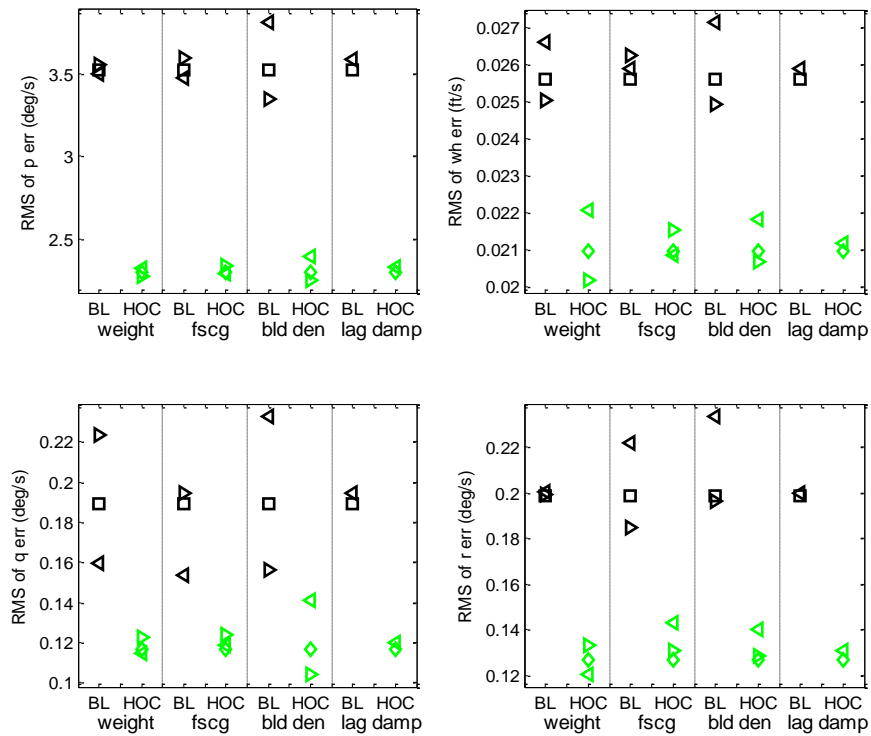 RMS of p err (deg/s)
3.5
3
2.5
BL HOC BL HOC BL HOC BL HOC
weight fscg bld den lag damp
RMS of wh err (ft/s)
0.027
0.026
0.025
0.024
0.023
0.022
0.021
0.02
BL HOC BL HOC BL HOC BL HOC
weight fscg bld den lag damp
RMS of q err (deg/s)
0.22
0.2
0.18
0.16
0.14
0.12
0.1
BL HOC BL HOC BL HOC BL HOC
weight fscg bld den lag damp
RMS of r err (deg/s)
0.22
0.2
0.18
0.16
0.14
0.12
BL HOC BL HOC BL HOC BL HOC
weight fscg bld den lag damp